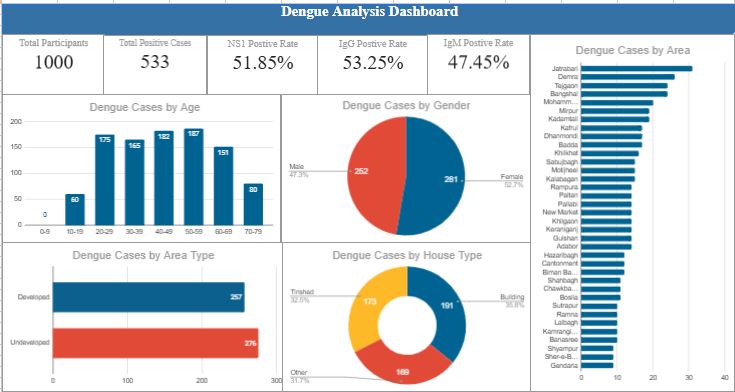 Dengue Analysis Dashboard
Total Participants
1000
Total Positive Cases
533
NS1 Postive Rate
51.85%
IgG Postive Rate
53.25%
IgM Postive Rate
47.45%
Dengue Cases by Age
200
150
100
50
0
0
60
175
165
182
187
151
80
0-9
10-19
20-29
30-39
40-49
50-59
60-69
70-79
Dengue Cases by Gender
Male
47.3%
252
281
Female
52.7%
Dengue Cases by Area Type
Developed
257
Undeveloped
276
0
100
200
300
Dengue Cases by House Type
Tinshed
32.5%
173
191
Building
35.8%
169
Other
31.7%
Dengue Cases by Area
Jatrabari
Demra
Tejgaon
Bangshal
Mohamm...
Mirpur
Kadamtali
Kafrul
Dhanmondi
Badda
Khilkhet
Sabujbagh
Motijheel
Kalabagan
Rampura
Paltan
Pallabi
New Market
Khilgaon
Keraniganj
Gulshan
Adabor
Hazaribagh
Cantonment
Biman Ba...
Shahbagh
Chawkba...
Bosila
Sutrapur
Ramna
Lalbagh
Kamrangi...
Banasree
Shyampur
Sher-e-B...
Gendaria
0
10
20
30
40